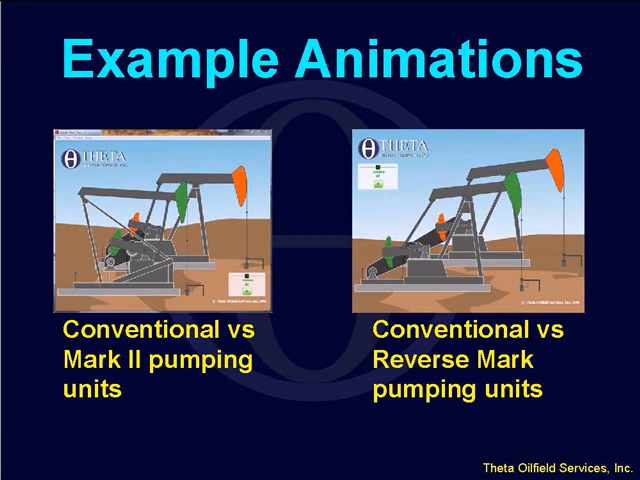 Example Animations
THETA
THETA
Conventional vs
Mark II pumping
units
Conventional vs
Reverse Mark
pumping units
Theta Oilfield Services, Inc.